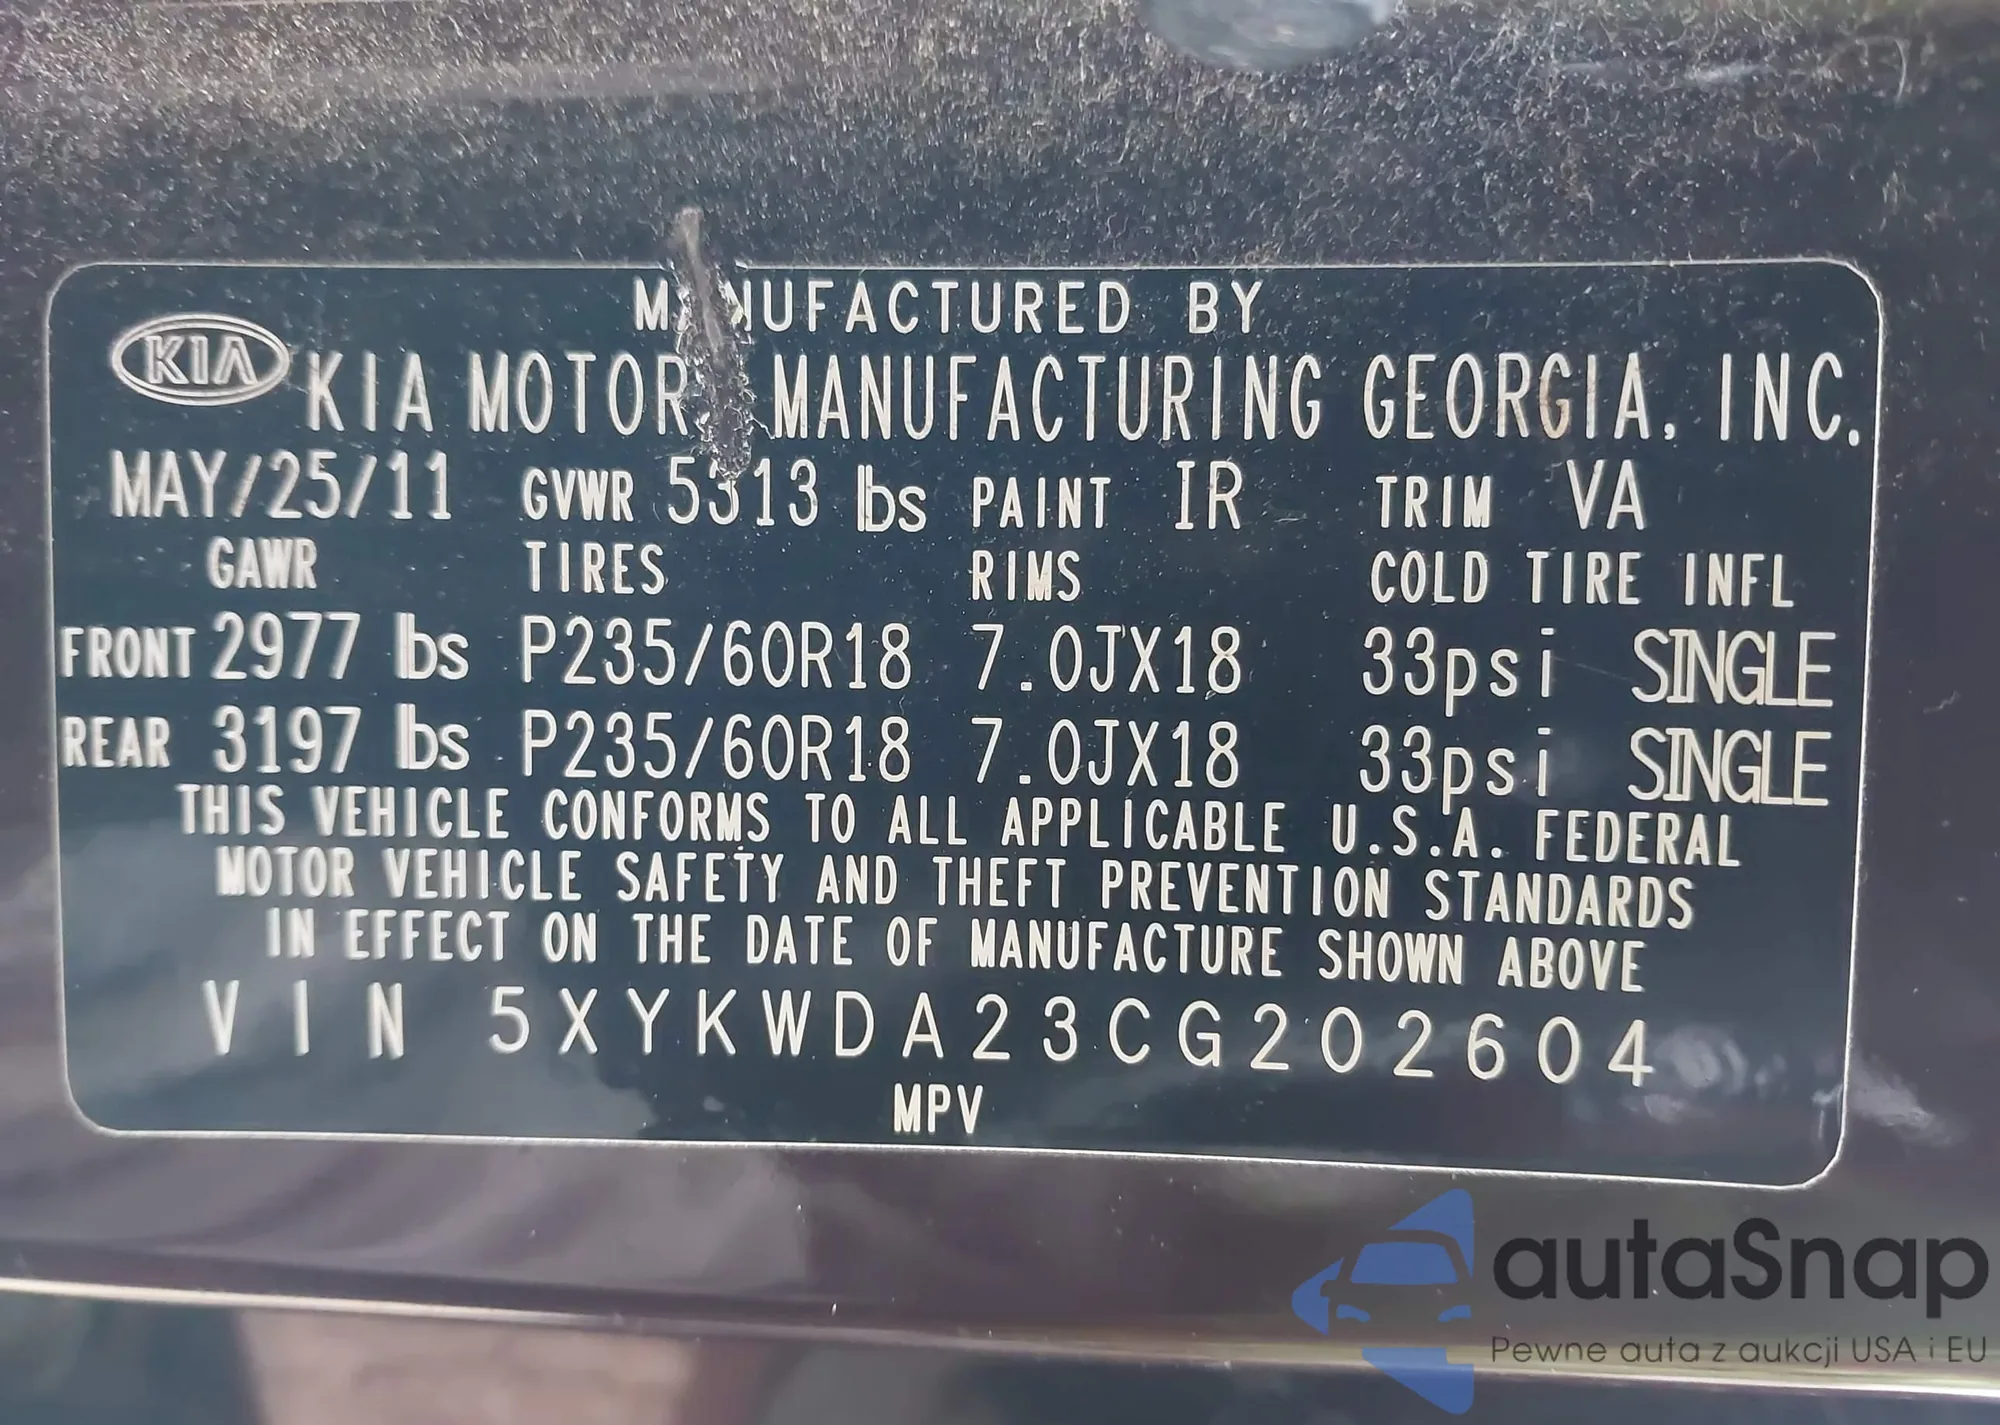 MANUFACTURED BY
KIA KIA MOTORS MANUFACTURING GEORGIA, INC.
MAY/25/11 GVWR 5313 lbs PAINT IR TRIM VA
GAWR TIRES RIMS COLD TIRE INFL
FRONT 2977 lbs P235/60R18 7.0JX18 33psi SINGLE
REAR 3197 lbs P235/60R18 7.0JX18 33psi SINGLE
THIS VEHICLE CONFORMS TO ALL APPLICABLE U.S.A. FEDERAL
MOTOR VEHICLE SAFETY AND THEFT PREVENTION STANDARDS
IN EFFECT ON THE DATE OF MANUFACTURE SHOWN ABOVE
VIN 5XYKWDA23CG202604
MPV
autaSnap
Pewne auta z aukcji USA i EU